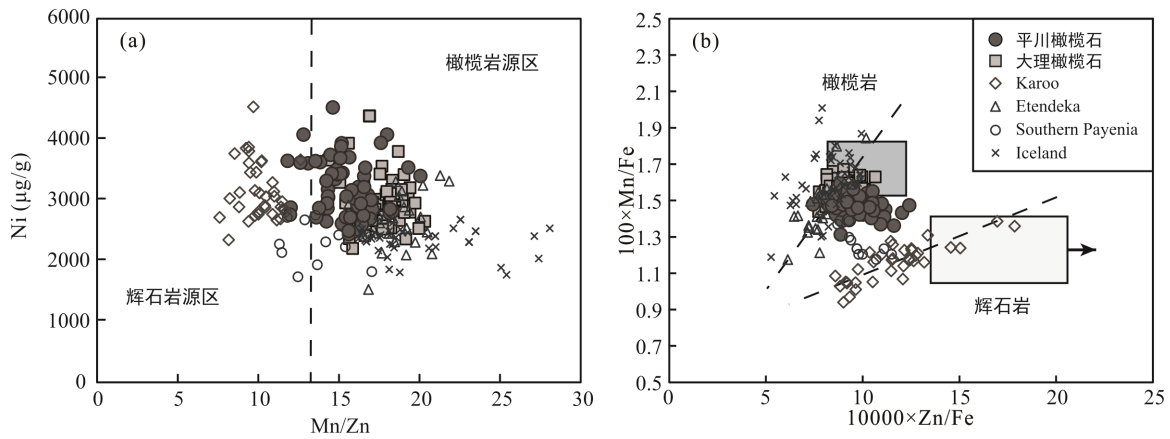 (a)
橄榄岩源区
辉石岩源区
Ni (μg/g)
6000
5000
4000
3000
2000
1000
0
0 5 10 15 20 25 30
Mn/Zn
(b)
橄榄岩
辉石岩
平川橄榄石
大理橄榄石
Karoo
Etendeka
Southern Payenia
Iceland
100×Mn/Fe
2.5
2.3
2.1
1.9
1.7
1.5
1.3
1.1
0.9
0.7
0.5
0 5 10 15 20 25
10000×Zn/Fe